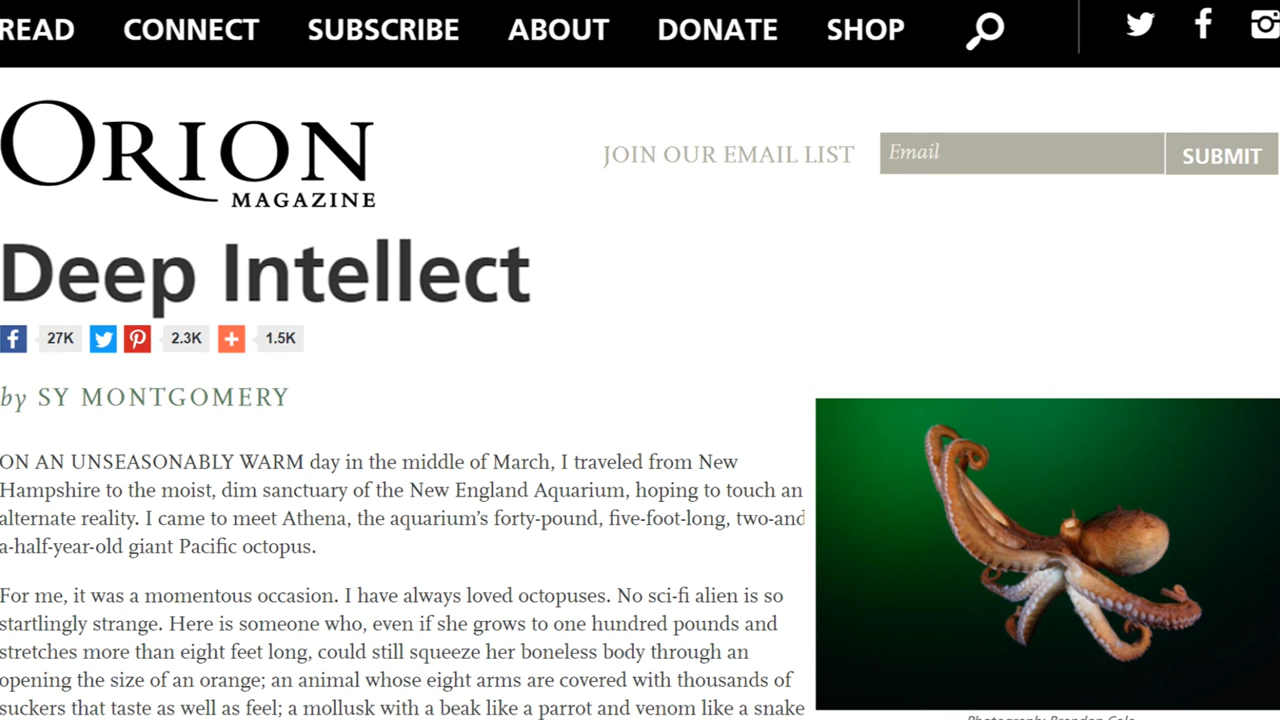 READ CONNECT SUBSCRIBE ABOUT DONATE SHOP
ORION
MAGAZINE
JOIN OUR EMAIL LIST Email SUBMIT
Deep Intellect
27K 2.3K 1.5K
by SY MONTGOMERY
ON AN UNSEASONABLY WARM day in the middle of March, I traveled from New
Hampshire to the moist, dim sanctuary of the New England Aquarium, hoping to touch an
alternate reality. I came to meet Athena, the aquarium’s forty-pound, five-foot-long, two-and
a-half-year-old giant Pacific octopus.
For me, it was a momentous occasion. I have always loved octopuses. No sci-fi alien is so
startlingly strange. Here is someone who, even if she grows to one hundred pounds and
stretches more than eight feet long, could still squeeze her boneless body through an
opening the size of an orange; an animal whose eight arms are covered with thousands of
suckers that taste as well as feel; a mollusk with a beak like a parrot and venom like a snake